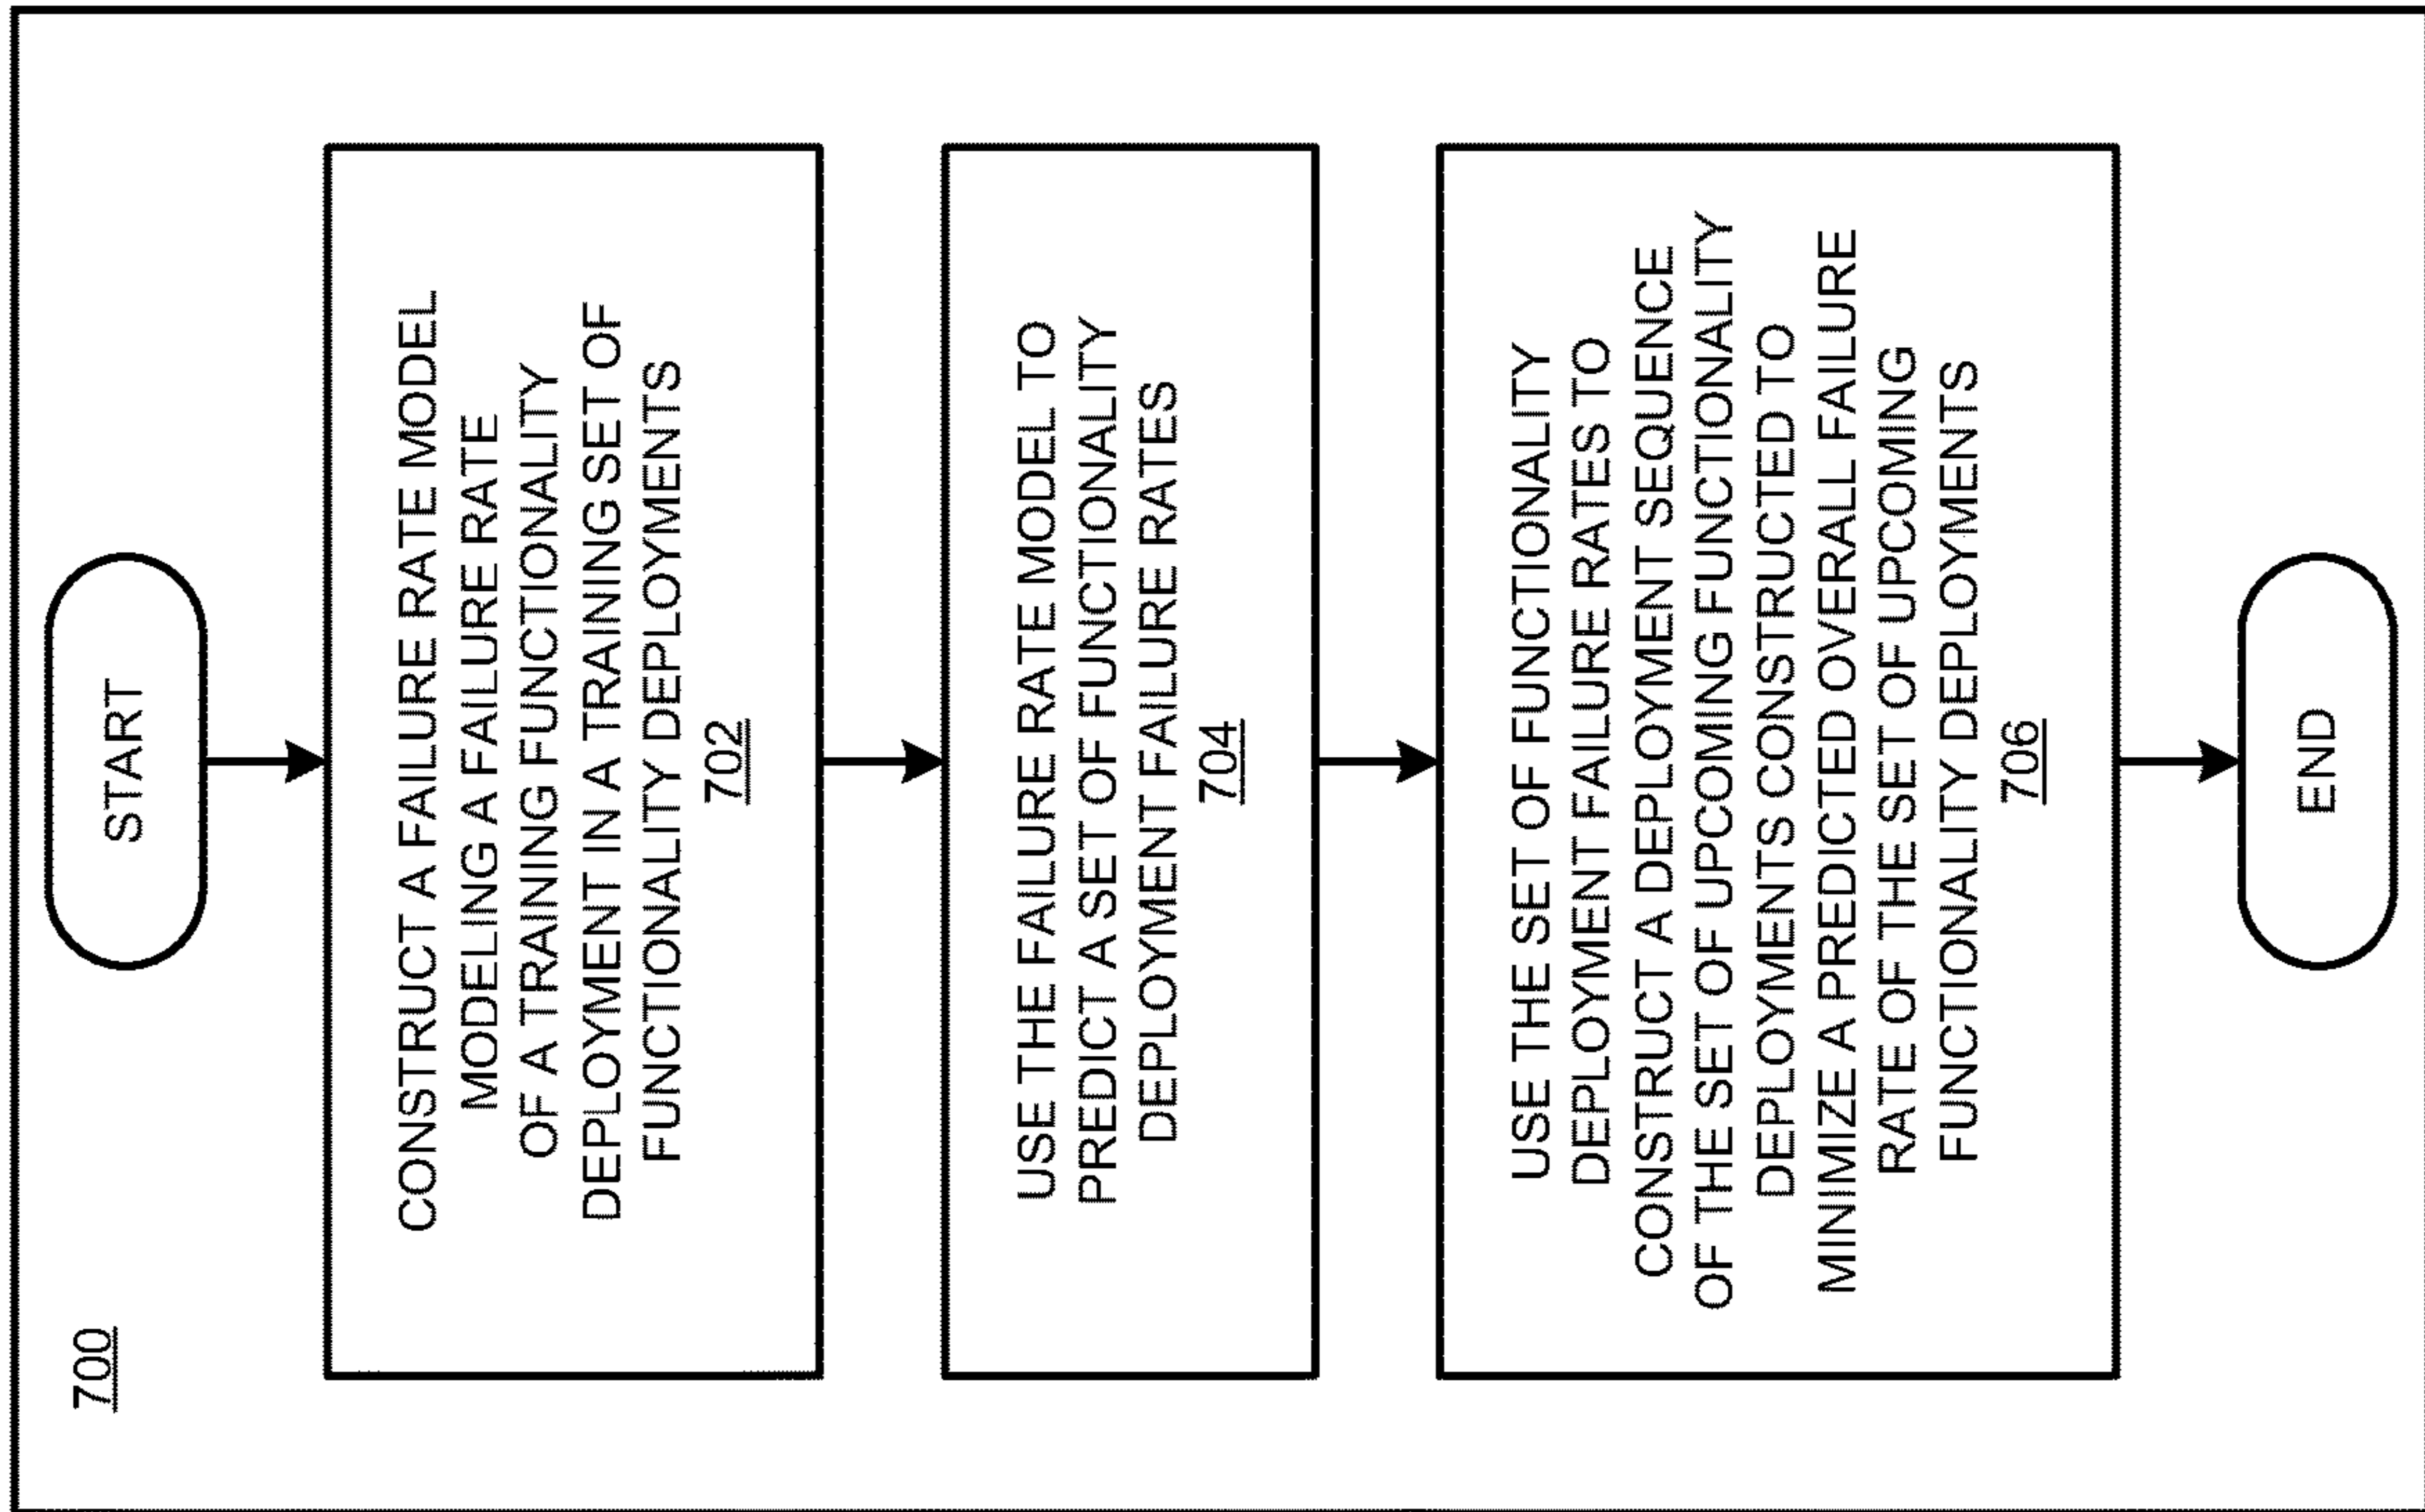 700
START
CONSTRUCT A FAILURE RATE MODEL
MODELING A FAILURE RATE
OF A TRAINING FUNCTIONALITY
DEPLOYMENT IN A TRAINING SET OF
FUNCTIONALITY DEPLOYMENTS
702
USE THE FAILURE RATE MODEL TO
PREDICT A SET OF FUNCTIONALITY
DEPLOYMENT FAILURE RATES
704
USE THE SET OF FUNCTIONALITY
DEPLOYMENT FAILURE RATES TO
CONSTRUCT A DEPLOYMENT SEQUENCE
OF THE SET OF UPCOMING FUNCTIONALITY
DEPLOYMENTS CONSTRUCTED TO
MINIMIZE A PREDICTED OVERALL FAILURE
RATE OF THE SET OF UPCOMING
FUNCTIONALITY DEPLOYMENTS
706
END